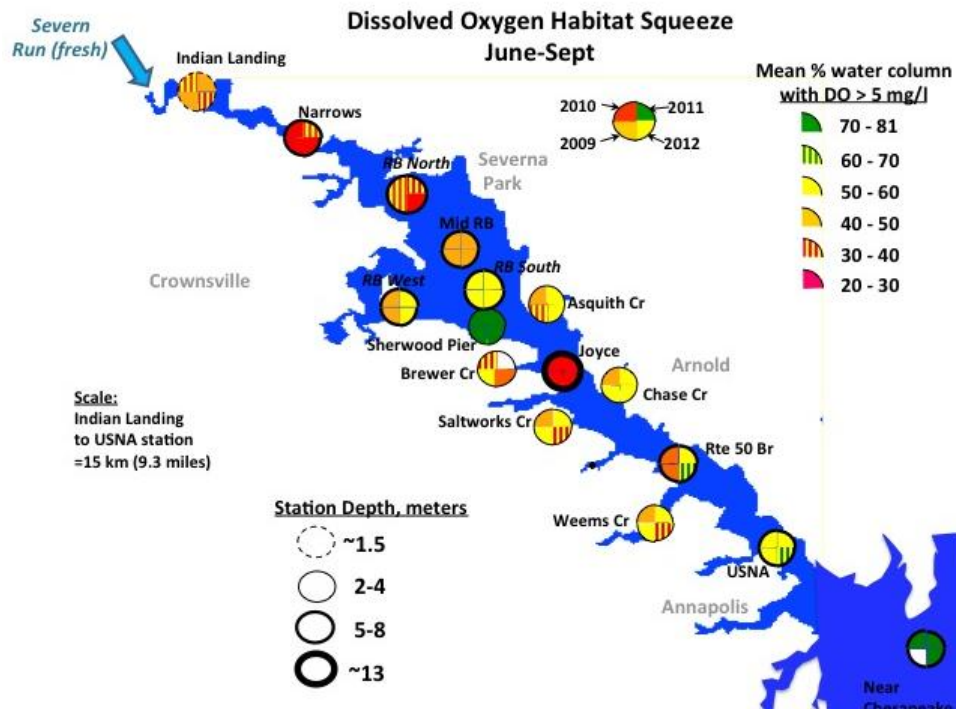 Dissolved Oxygen Habitat Squeeze
June-Sept
Severn
Run (fresh)
Indian Landing
Narrows
RB North
Severna
Park
Mid RB
RB South
RB West
Crownsville
Asquith Cr
Sherwood Pier
Joyce
Brewer Cr
Arnold
Chase Cr
Saltworks Cr
Rte 50 Br
Weems Cr
USNA
Annapolis
Near
2010
2011
2009
2012
Mean % water column
with DO > 5 mg/l
70 - 81
60 - 70
50 - 60
40 - 50
30 - 40
20 - 30
Scale:
Indian Landing
to USNA station
=15 km (9.3 miles)
Station Depth, meters
~1.5
2-4
5-8
~13